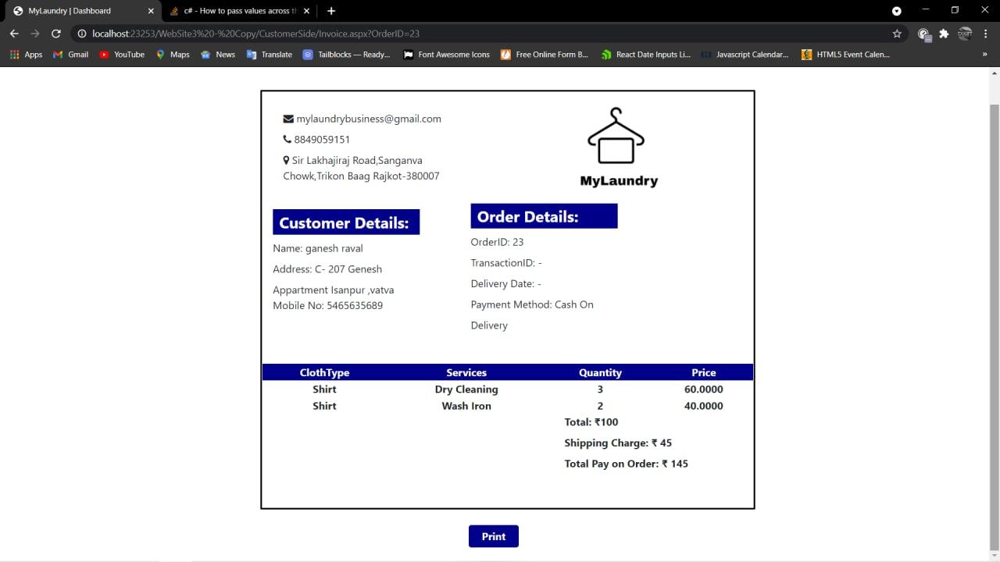 MyLaundry | Dashboard
c# - How to pass values across th
localhost:23253/WebSite3%20-%20Copy/CustomerSide/Invoice.aspx?OrderID=23
Apps Gmail YouTube Maps News Translate Tailblocks — Ready... Font Awesome Icons Free Online Form B... React Date Inputs Li... Javascript Calendar... HTML5 Event Calen... »
mylaundrybusiness@gmail.com
8849059151
Sir Lakhajiraj Road,Sanganva
Chowk,Trikon Baag Rajkot-380007
MyLaundry
Customer Details:
Name: ganesh raval
Address: C- 207 Genesh
Appartment Isanpur ,vatva
Mobile No: 5465635689
Order Details:
OrderID: 23
TransactionID: -
Delivery Date: -
Payment Method: Cash On
Delivery
ClothType Services Quantity Price
Shirt Dry Cleaning 3 60.0000
Shirt Wash Iron 2 40.0000
Total: ₹100
Shipping Charge: ₹ 45
Total Pay on Order: ₹ 145
Print